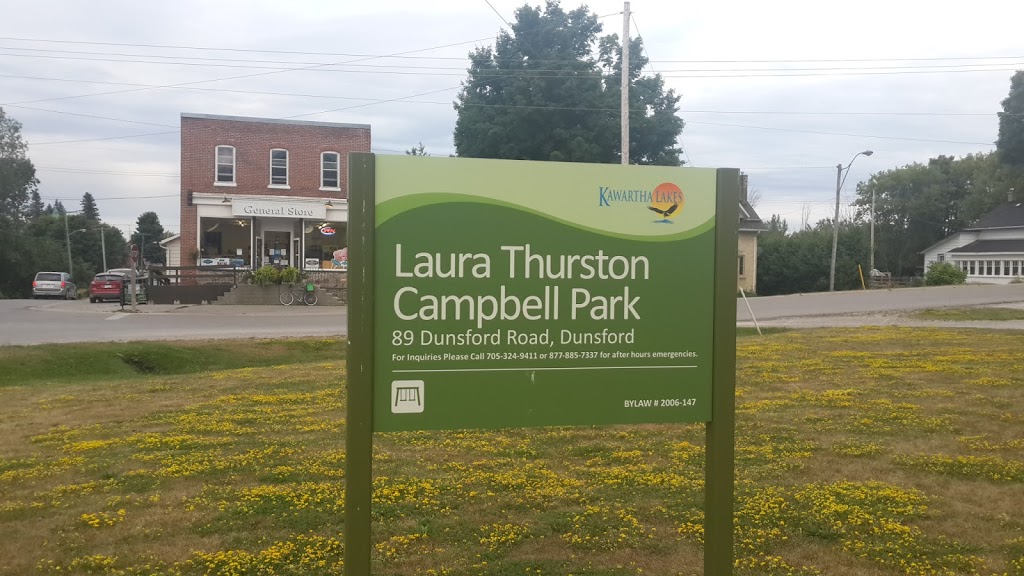 General Store
OPEN
KAWARTHA LAKES
Laura Thurston
Campbell Park
89 Dunsford Road, Dunsford
For Inquiries Please Call 705-324-9411 or 877-885-7337 for after hours emergencies.
BYLAW # 2006-147